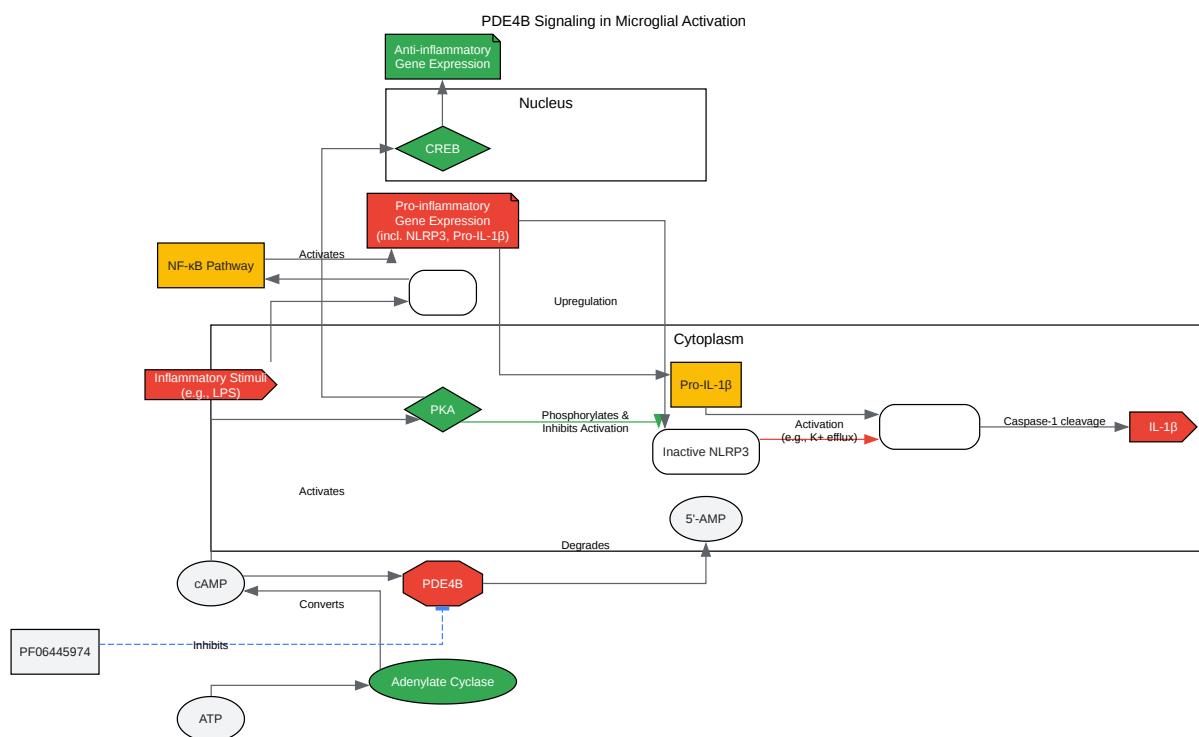 PDE4B Signaling in Microglial Activation
Anti-inflammatory
Gene Expression
Nucleus
CREB
Pro-inflammatory
Gene Expression
(incl. NLRP3, Pro-IL-1β)
Activates
NF-κB Pathway
Upregulation
Cytoplasm
Inflammatory Stimuli
(e.g., LPS)
Pro-IL-1β
PKA
Phosphorylates &
Inhibits Activation
Activation
(e.g., K+ efflux)
Caspase-1 cleavage
IL-1β
Inactive NLRP3
Activates
5'-AMP
Degrades
cAMP
PDE4B
Converts
Inhibits
PF06445974
Adenylate Cyclase
ATP